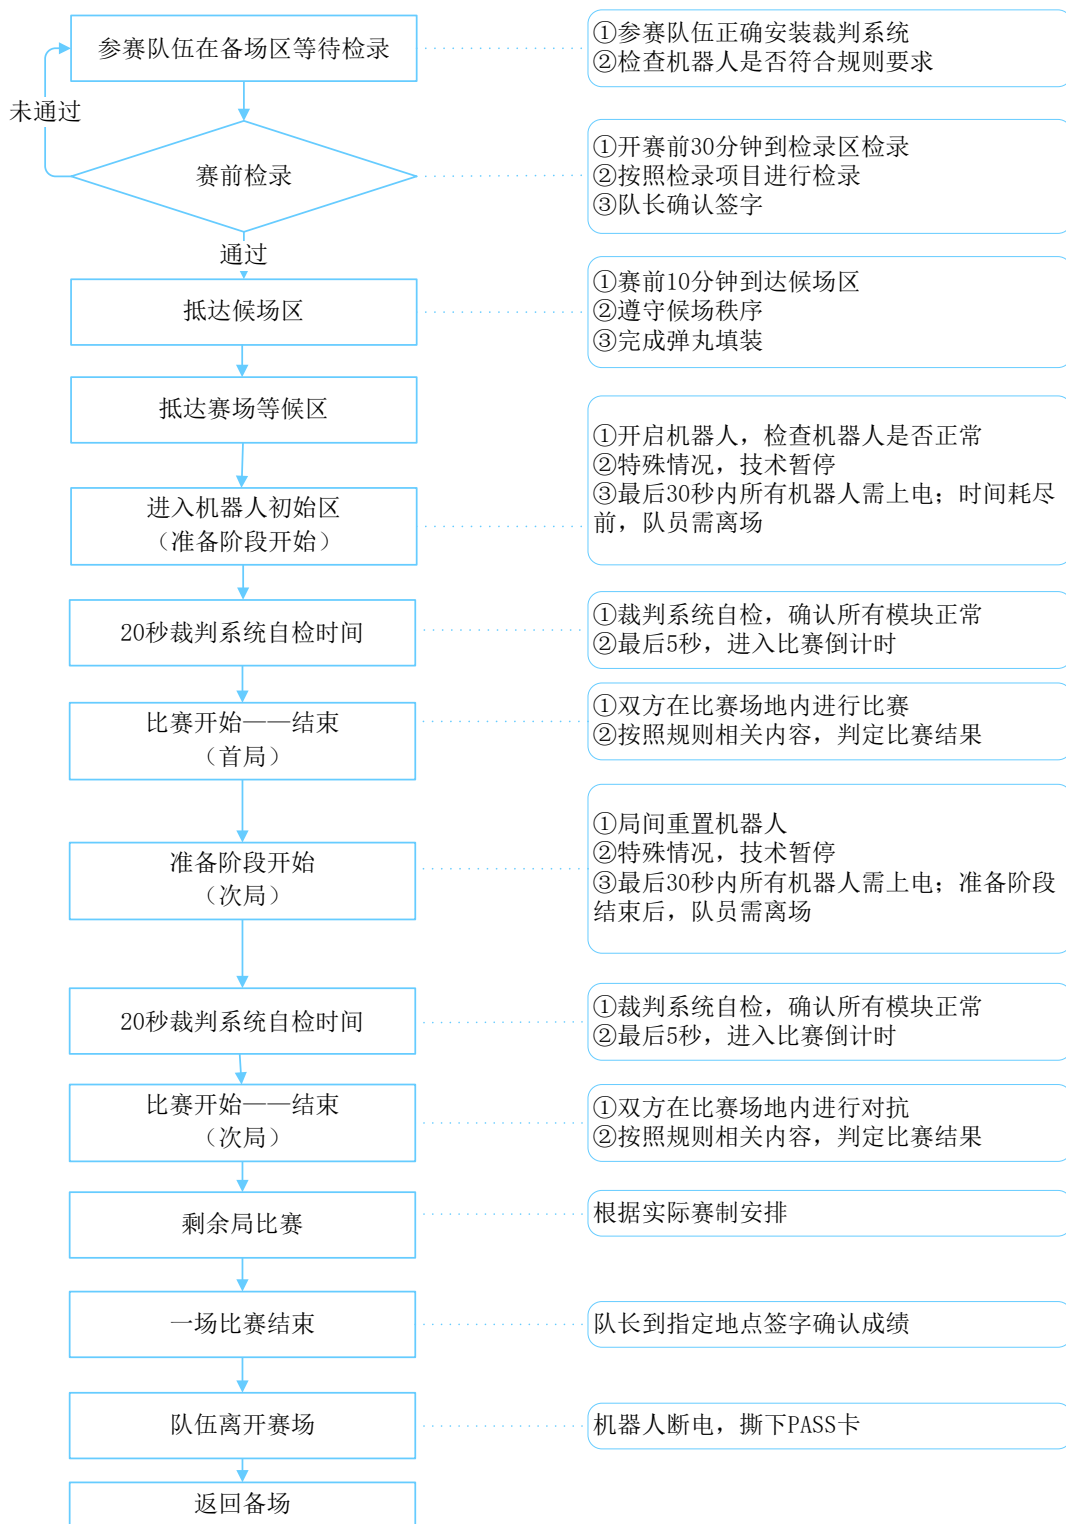 参赛队伍在备场区等待检录
①参赛队伍正确安装裁判系统
②检查机器人是否符合规则要求
未通过
赛前检录
①开赛前30分钟到检录区检录
②按照检录项目进行检录
③队长确认签字
通过
抵达候场区
①赛前10分钟到达候场区
②遵守候场秩序
③完成弹丸填装
抵达赛场等候区
进入机器人初始区
（准备阶段开始）
①开启机器人，检查机器人是否正常
②特殊情况，技术暂停
③最后30秒内所有机器人需上电；时间耗尽
前，队员需离场
20秒裁判系统自检时间
①裁判系统自检，确认所有模块正常
②最后5秒，进入比赛倒计时
比赛开始——结束
（首局）
①双方在比赛场地内进行比赛
②按照规则相关内容，判定比赛结果
准备阶段开始
（次局）
①局间重置机器人
②特殊情况，技术暂停
③最后30秒内所有机器人需上电；准备阶段
结束后，队员需离场
20秒裁判系统自检时间
①裁判系统自检，确认所有模块正常
②最后5秒，进入比赛倒计时
比赛开始——结束
（次局）
①双方在比赛场地内进行对抗
②按照规则相关内容，判定比赛结果
剩余局比赛
根据实际赛制安排
一场比赛结束
队长到指定地点签字确认成绩
队伍离开赛场
机器人断电，撕下PASS卡
返回备场